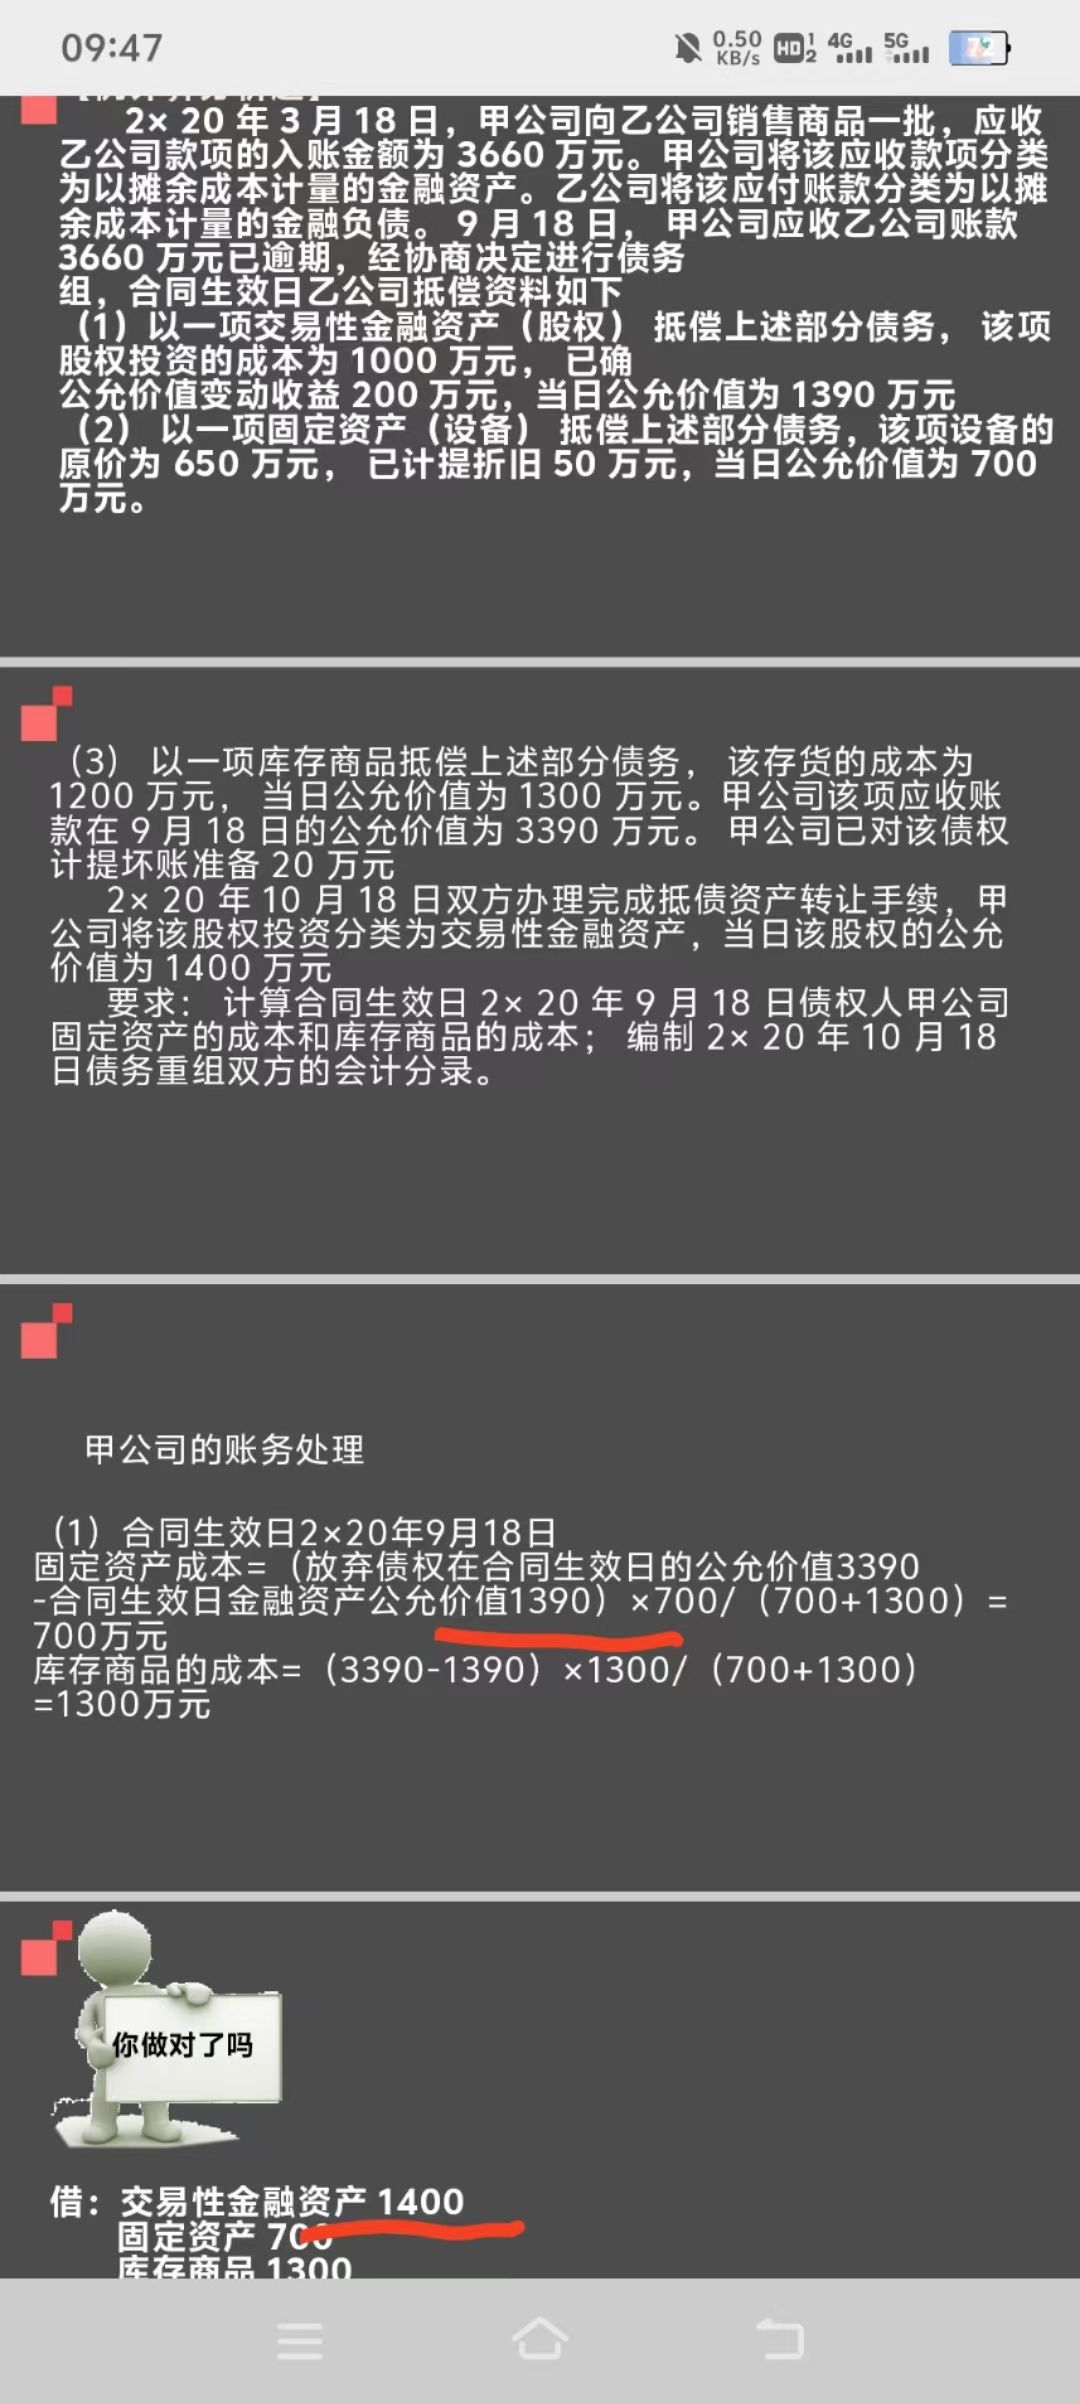 09:47
0.50 KB/s HD 1 2 4G 5G 72
2× 20 年 3 月 18 日，甲公司向乙公司销售商品一批，应收
乙公司款项的入账金额为 3660 万元。甲公司将该应收款项分类
为以摊余成本计量的金融资产。乙公司将该应付账款分类为以摊
余成本计量的金融负债。 9 月 18 日， 甲公司应收乙公司账款
3660 万元已逾期，经协商决定进行债务
组，合同生效日乙公司抵偿资料如下
（1）以一项交易性金融资产（股权） 抵偿上述部分债务， 该项
股权投资的成本为 1000 万元， 已确
公允价值变动收益 200 万元，当日公允价值为 1390 万元
（2） 以一项固定资产（设备） 抵偿上述部分债务，该项设备的
原价为 650 万元， 已计提折旧 50 万元，当日公允价值为 700
万元。
（3） 以一项库存商品抵偿上述部分债务， 该存货的成本为
1200 万元， 当日公允价值为 1300 万元。甲公司该项应收账
款在 9 月 18 日的公允价值为 3390 万元。 甲公司已对该债权
计提坏账准备 20 万元
2× 20 年 10 月 18 日双方办理完成抵债资产转让手续，甲
公司将该股权投资分类为交易性金融资产，当日该股权的公允
价值为 1400 万元
要求： 计算合同生效日 2× 20 年 9 月 18 日债权人甲公司
固定资产的成本和库存商品的成本； 编制 2× 20 年 10 月 18
日债务重组双方的会计分录。
甲公司的账务处理
（1）合同生效日2×20年9月18日
固定资产成本=（放弃债权在合同生效日的公允价值3390
-合同生效日金融资产公允价值1390）×700/（700+1300）=
700万元
库存商品的成本=（3390-1390）×1300/（700+1300）
=1300万元
你做对了吗
借：交易性金融资产 1400
固定资产 700
库存商品 1300